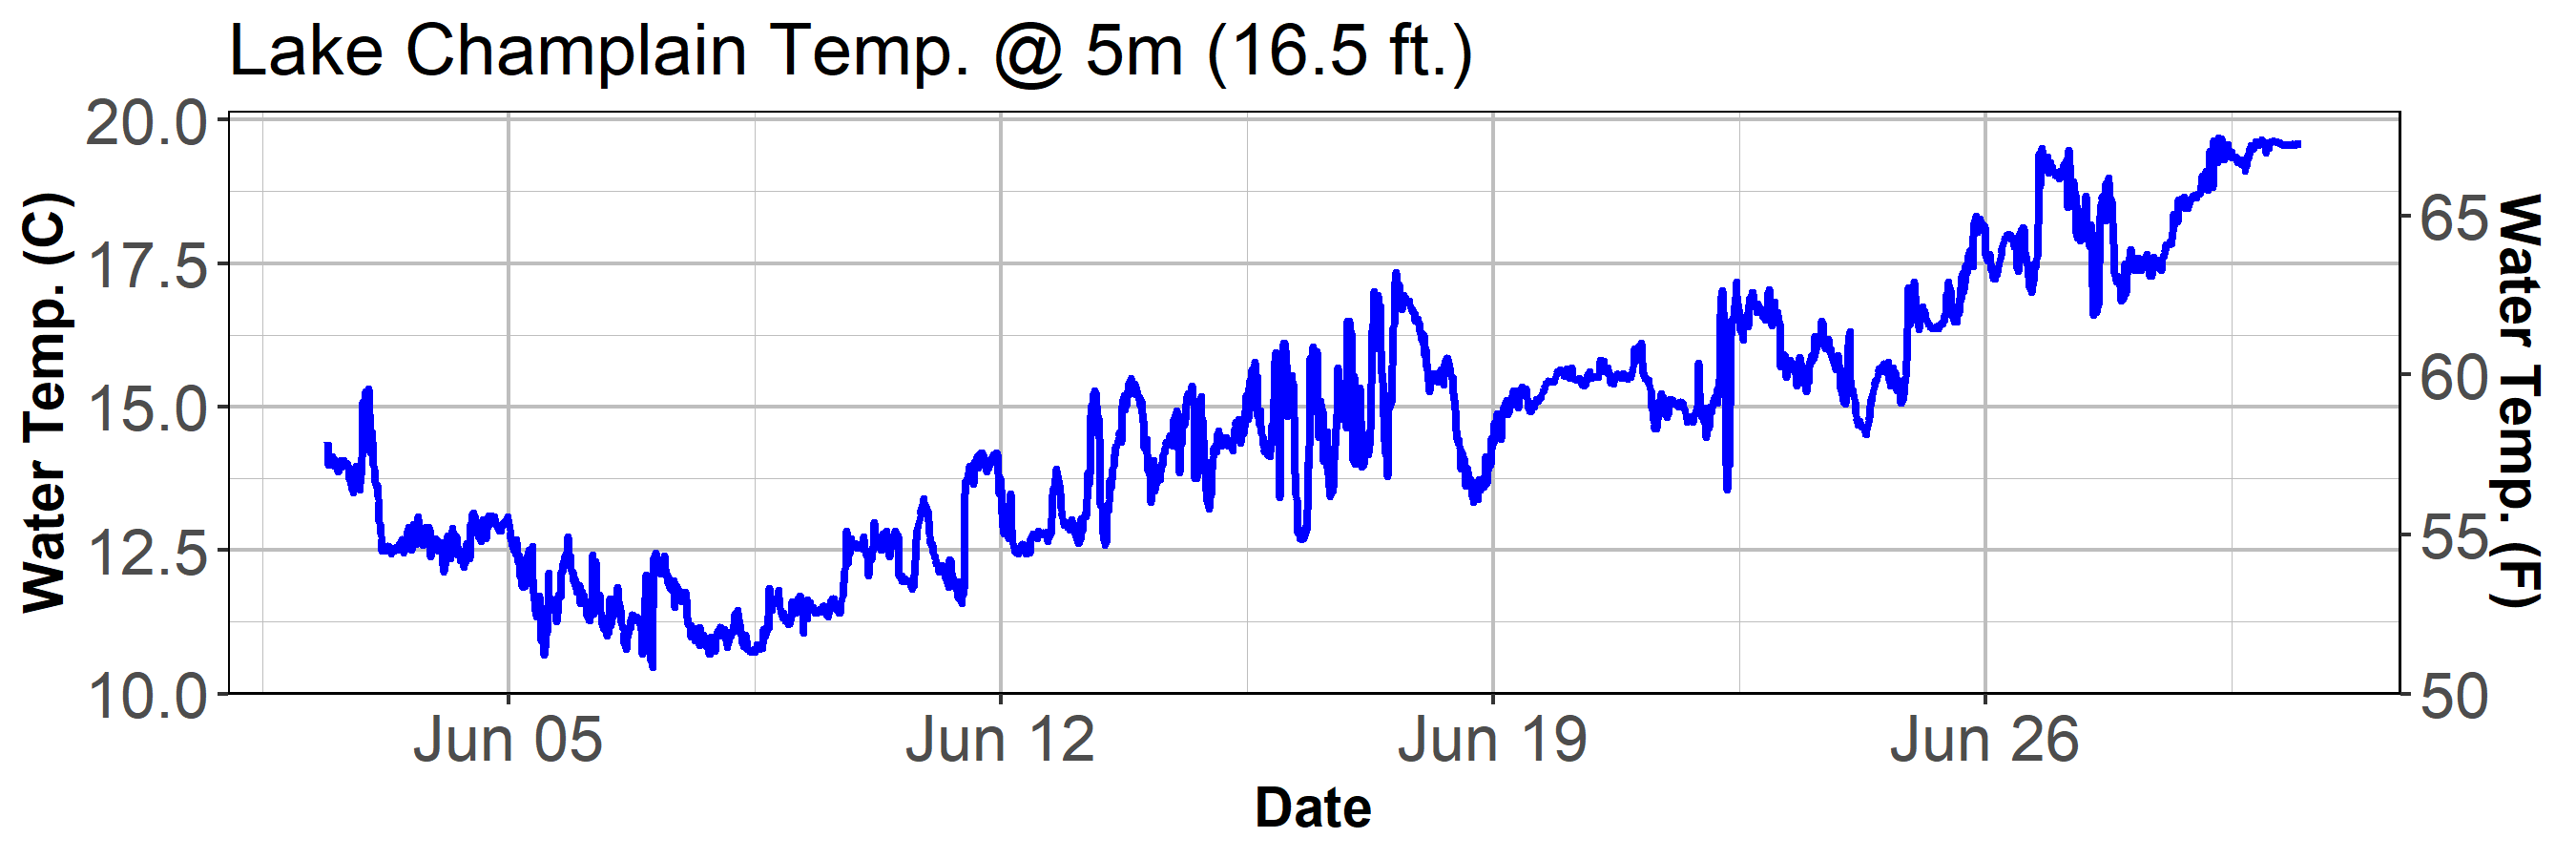 Lake Champlain Temp. @ 5m (16.5 ft.)
Water Temp. (C)
20.0
17.5
15.0
12.5
10.0
65
60
55
50
Water Temp. (F)
Jun 05 Jun 12 Jun 19 Jun 26
Date